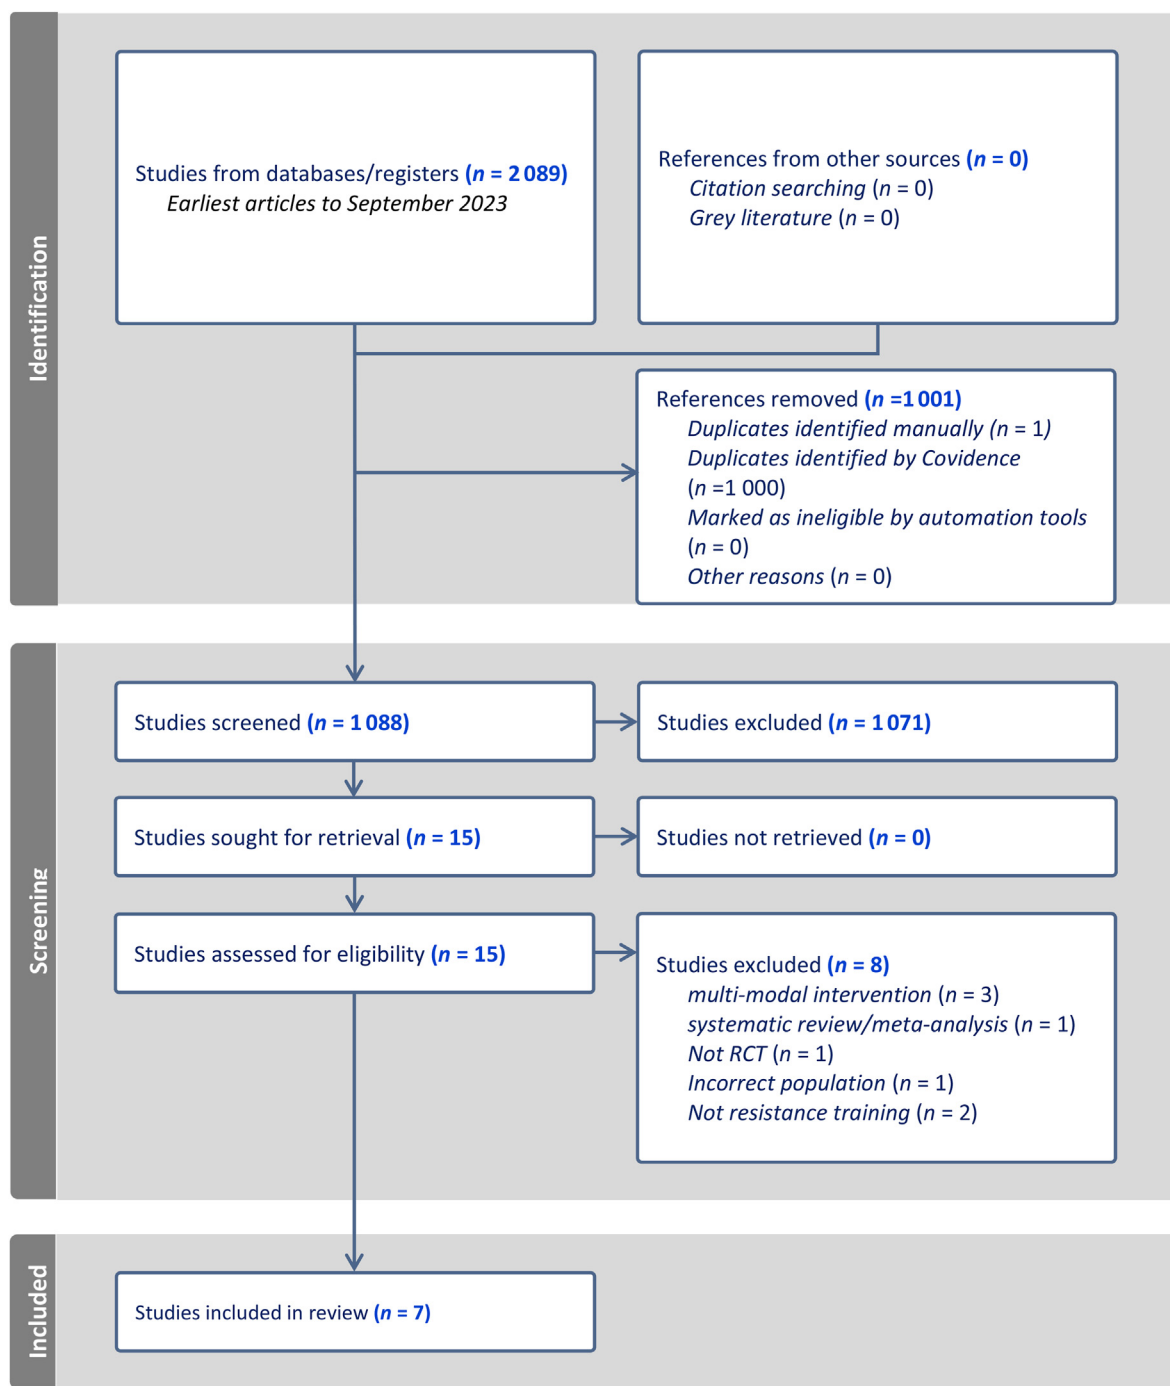 Identification
Studies from databases/registers (n = 2 089)
Earliest articles to September 2023
References from other sources (n = 0)
Citation searching (n = 0)
Grey literature (n = 0)
References removed (n =1 001)
Duplicates identified manually (n = 1)
Duplicates identified by Covidence
(n =1 000)
Marked as ineligible by automation tools
(n = 0)
Other reasons (n = 0)
Screening
Studies screened (n = 1 088)
Studies excluded (n = 1 071)
Studies sought for retrieval (n = 15)
Studies not retrieved (n = 0)
Studies assessed for eligibility (n = 15)
Studies excluded (n = 8)
multi-modal intervention (n = 3)
systematic review/meta-analysis (n = 1)
Not RCT (n = 1)
Incorrect population (n = 1)
Not resistance training (n = 2)
Included
Studies included in review (n = 7)